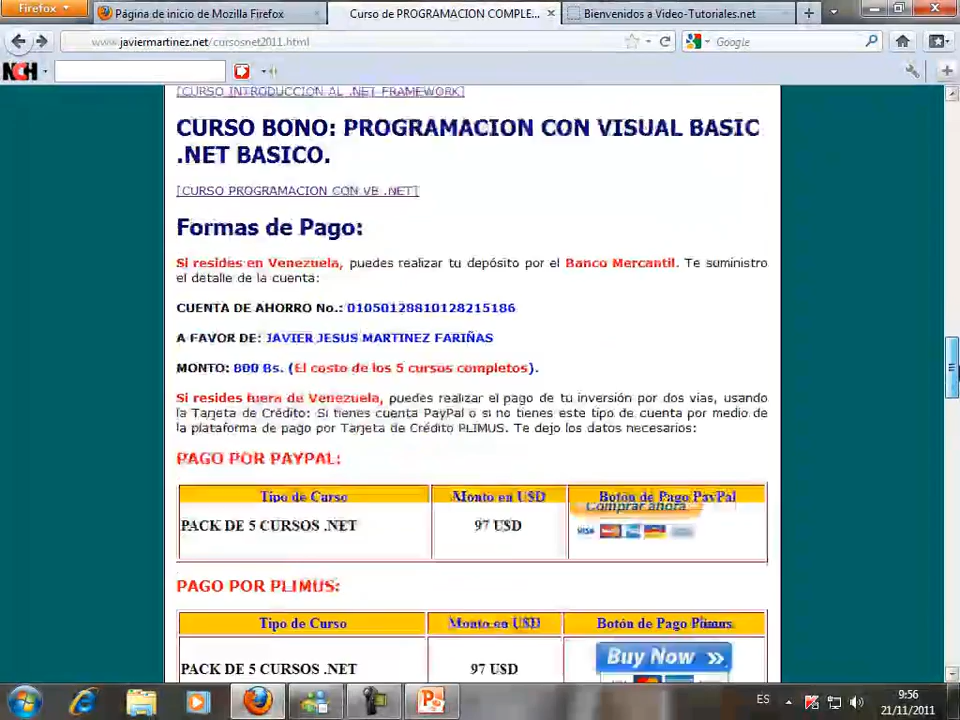 Firefox
Página de inicio de Mozilla Firefox
Curso de PROGRAMACION COMPLE...
Bienvenidos a Video-Tutoriales.net
www.javiermartinez.net/cursosnet2011.html
Google
NCH
[CURSO INTRODUCCION AL .NET FRAMEWORK]
CURSO BONO: PROGRAMACION CON VISUAL BASIC
.NET BASICO.
[CURSO PROGRAMACION CON VB .NET]
Formas de Pago:
Si resides en Venezuela, puedes realizar tu depósito por el Banco Mercantil. Te suministro
el detalle de la cuenta:
CUENTA DE AHORRO No.: 01050128810128215186
A FAVOR DE: JAVIER JESUS MARTINEZ FARIÑAS
MONTO: 800 Bs. (El costo de los 5 cursos completos).
Si resides fuera de Venezuela, puedes realizar el pago de tu inversión por dos vias, usando
la Tarjeta de Crédito: Si tienes cuenta PayPal o si no tienes este tipo de cuenta por medio de
la plataforma de pago por Tarjeta de Crédito PLIMUS. Te dejo los datos necesarios:
PAGO POR PAYPAL:
Tipo de Curso Monto en USD Botón de Pago PayPal
Comprar ahora
PACK DE 5 CURSOS .NET 97 USD
VISA
PAGO POR PLIMUS:
Tipo de Curso Monto en USD Botón de Pago Plimus
Buy Now »
PACK DE 5 CURSOS .NET 97 USD
ES
9:56
21/11/2011